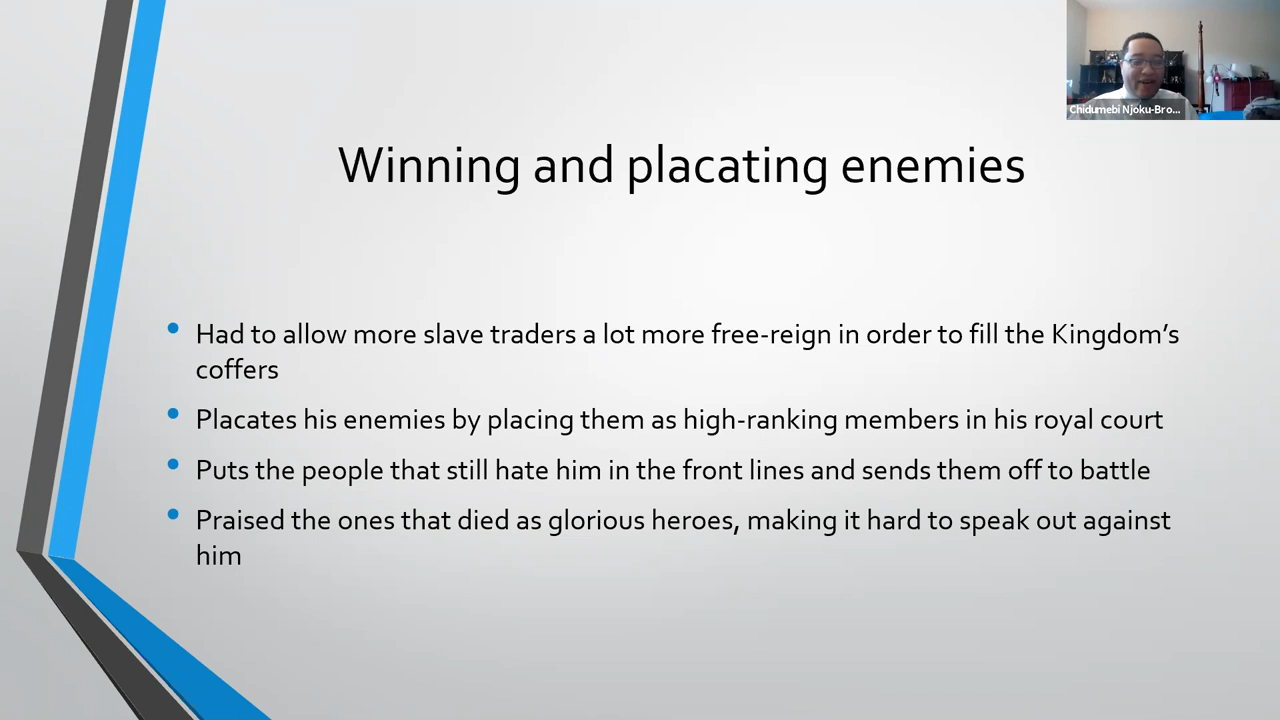 Chidumebi Njoku-Bro...
Winning and placating enemies
Had to allow more slave traders a lot more free-reign in order to fill the Kingdom’s
coffers
Placates his enemies by placing them as high-ranking members in his royal court
Puts the people that still hate him in the front lines and sends them off to battle
Praised the ones that died as glorious heroes, making it hard to speak out against
him